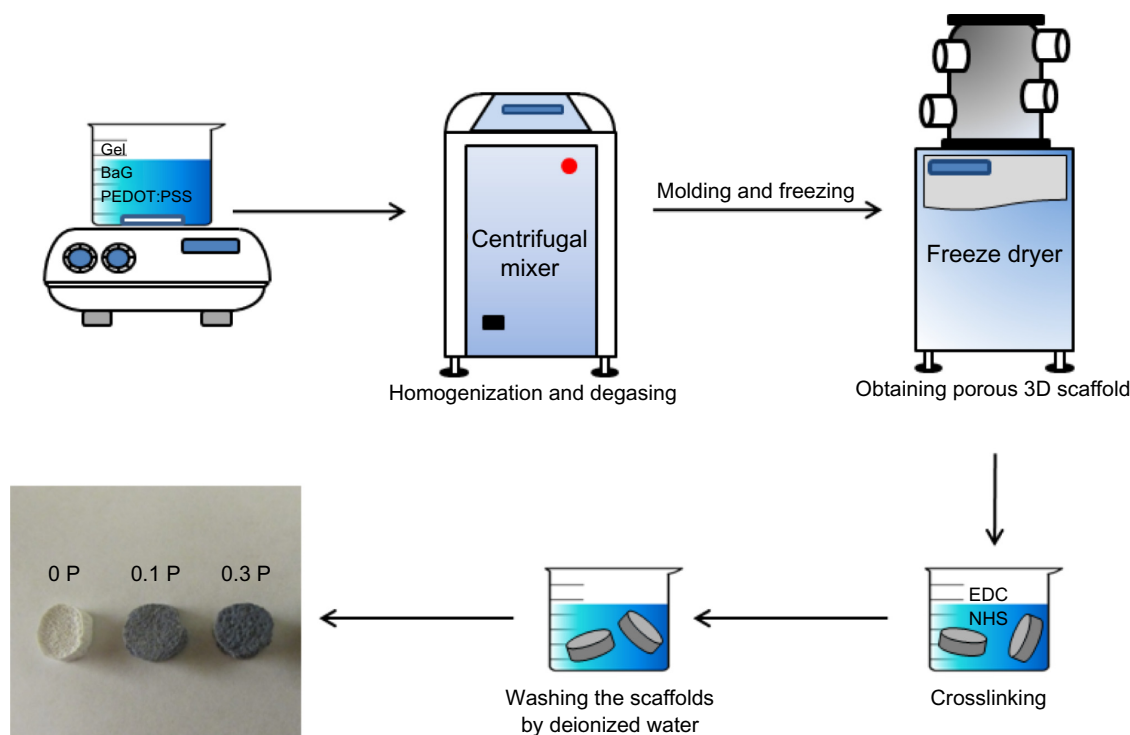 Gel
BaG
PEDOT:PSS
Centrifugal
mixer
Homogenization and degasing
Molding and freezing
Freeze dryer
Obtaining porous 3D scaffold
EDC
NHS
Crosslinking
Washing the scaffolds
by deionized water
0 P 0.1 P 0.3 P